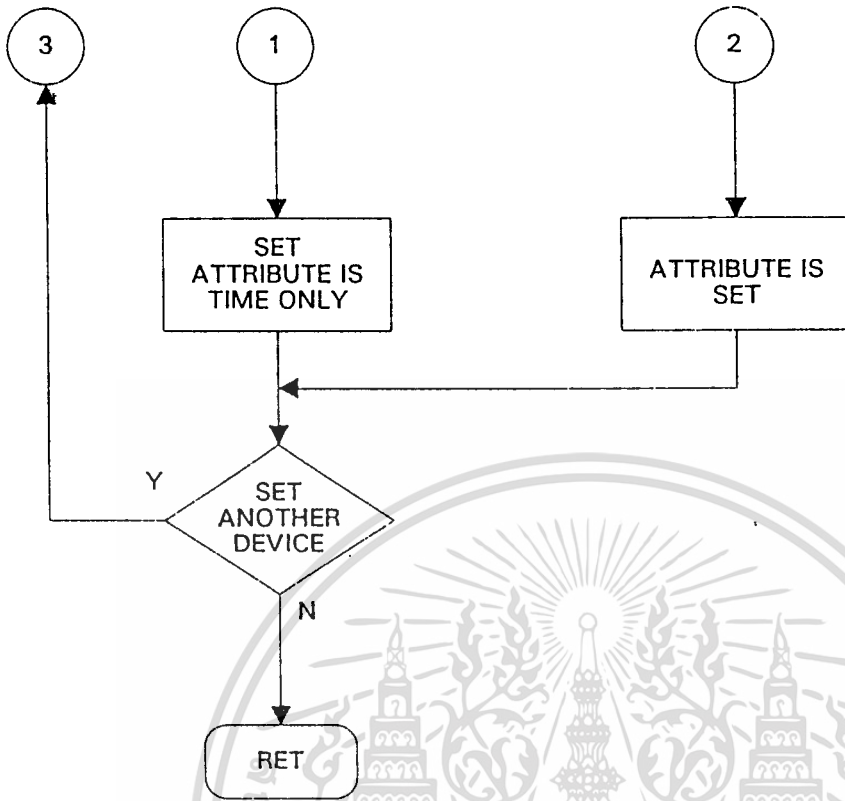 3
1
2
SET
ATTRIBUTE IS
TIME ONLY
ATTRIBUTE IS
SET
Y
SET
ANOTHER
DEVICE
N
RET